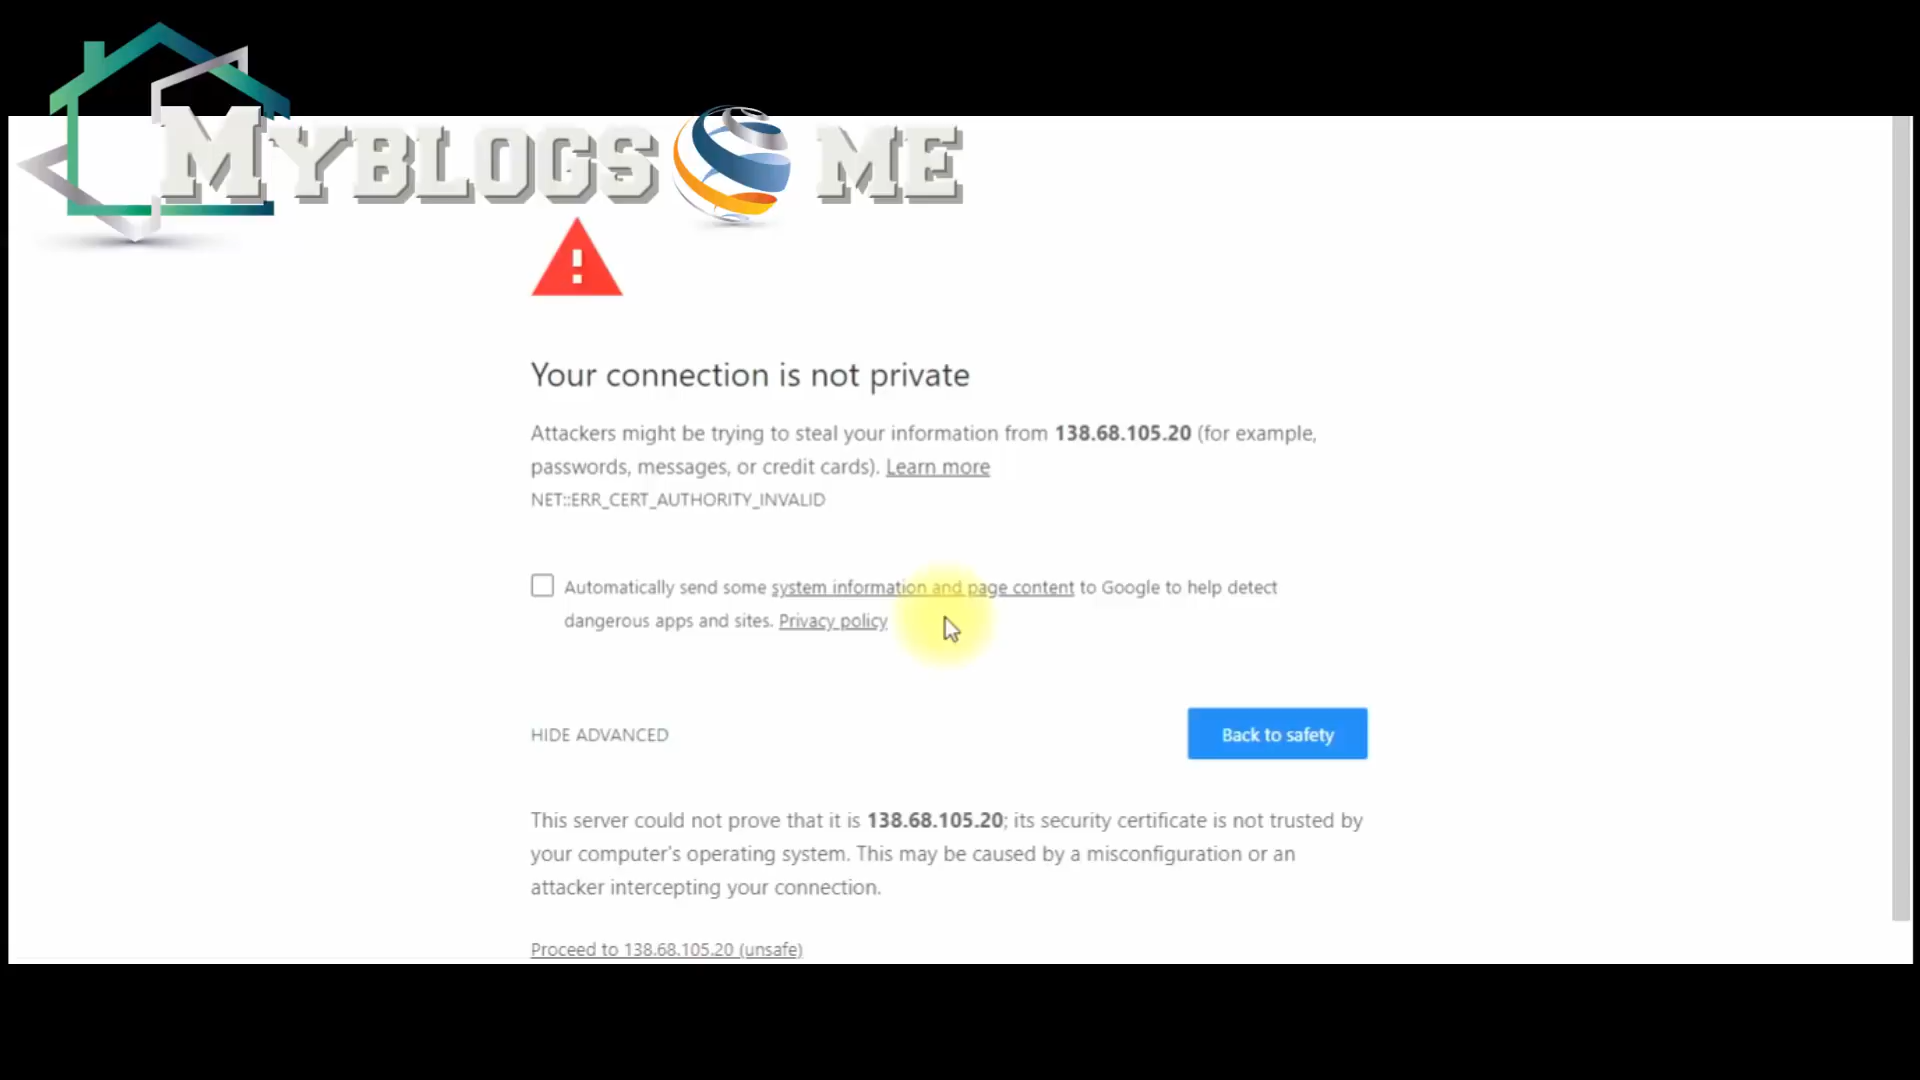 MYBLOGS ME
Your connection is not private
Attackers might be trying to steal your information from 138.68.105.20 (for example,
passwords, messages, or credit cards). Learn more
NET::ERR_CERT_AUTHORITY_INVALID
Automatically send some system information and page content to Google to help detect
dangerous apps and sites. Privacy policy
HIDE ADVANCED
Back to safety
This server could not prove that it is 138.68.105.20; its security certificate is not trusted by
your computer's operating system. This may be caused by a misconfiguration or an
attacker intercepting your connection.
Proceed to 138.68.105.20 (unsafe)